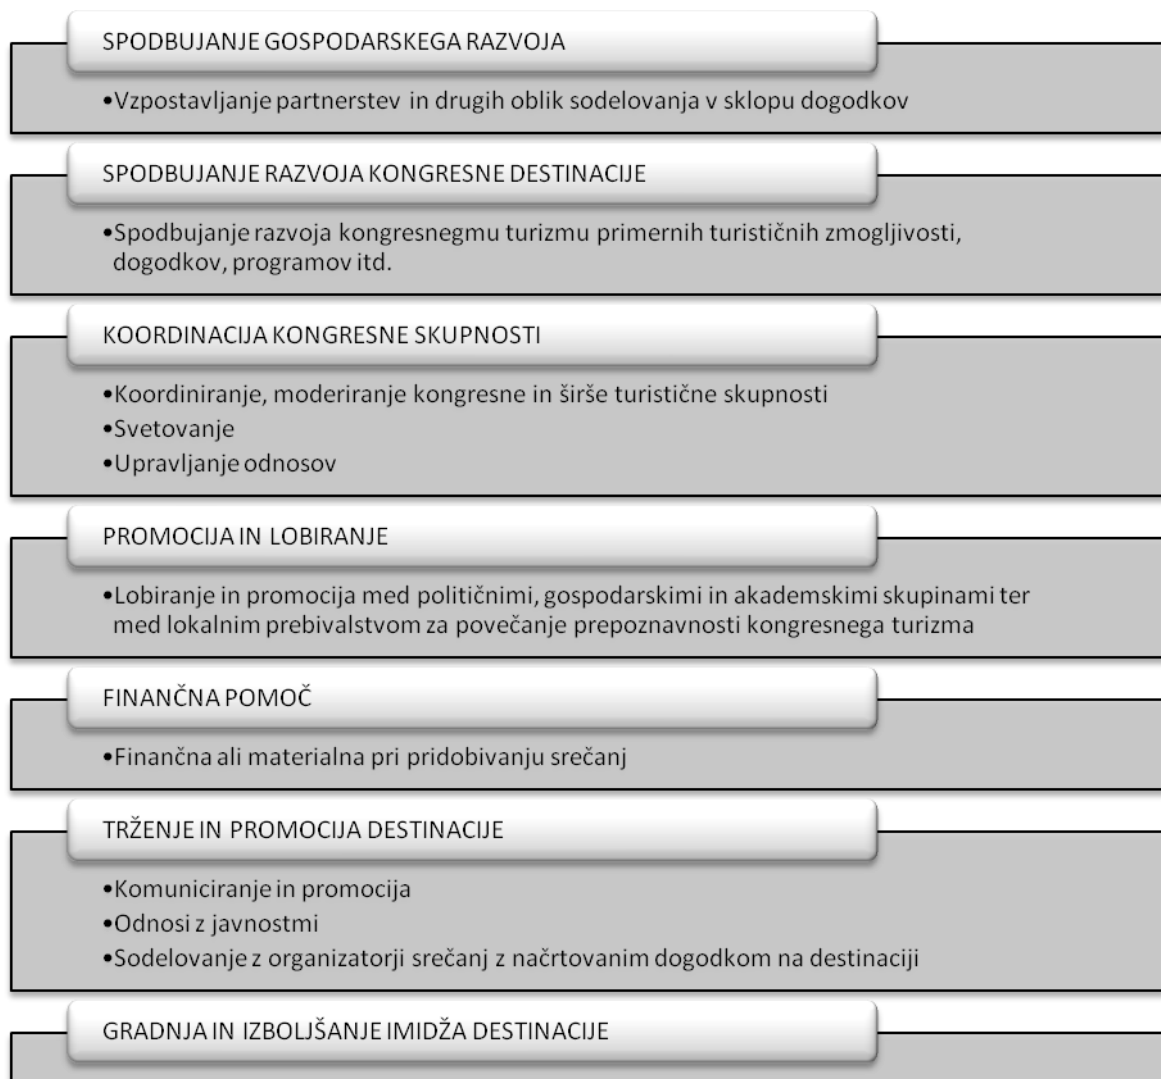 SPODBUJANJE GOSPODARSKEGA RAZVOJA
•Vzpostavljanje partnerstev in drugih oblik sodelovanja v sklopu dogodkov
SPODBUJANJE RAZVOJA KONGRESNE DESTINACIJE
•Spodbujanje razvoja kongresnegmu turizmu primernih turističnih zmogljivosti,
dogodkov, programov itd.
KOORDINACIJA KONGRESNE SKUPNOSTI
•Koordiniranje, moderiranje kongresne in širše turistične skupnosti
•Svetovanje
•Upravljanje odnosov
PROMOCIJA IN LOBIRANJE
•Lobiranje in promocija med političnimi, gospodarskimi in akademskimi skupinami ter
med lokalnim prebivalstvom za povečanje prepoznavnosti kongresnega turizma
FINANČNA POMOČ
•Finančna ali materialna pri pridobivanju srečanj
TRŽENJE IN PROMOCIJA DESTINACIJE
•Komuniciranje in promocija
•Odnosi z javnostmi
•Sodelovanje z organizatorji srečanj z načrtovanim dogodkom na destinaciji
GRADNJA IN IZBOLJŠANJE IMIDŽA DESTINACIJE